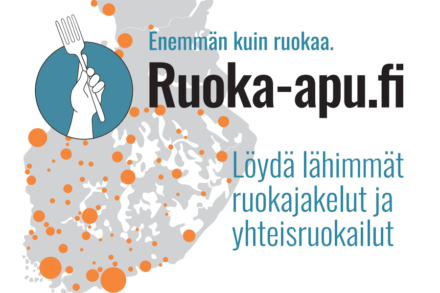 Enemmän kuin ruokaa.
Ruoka-apu.fi
Löydä lähimmät
ruokajakelut ja
yhteisruokailut